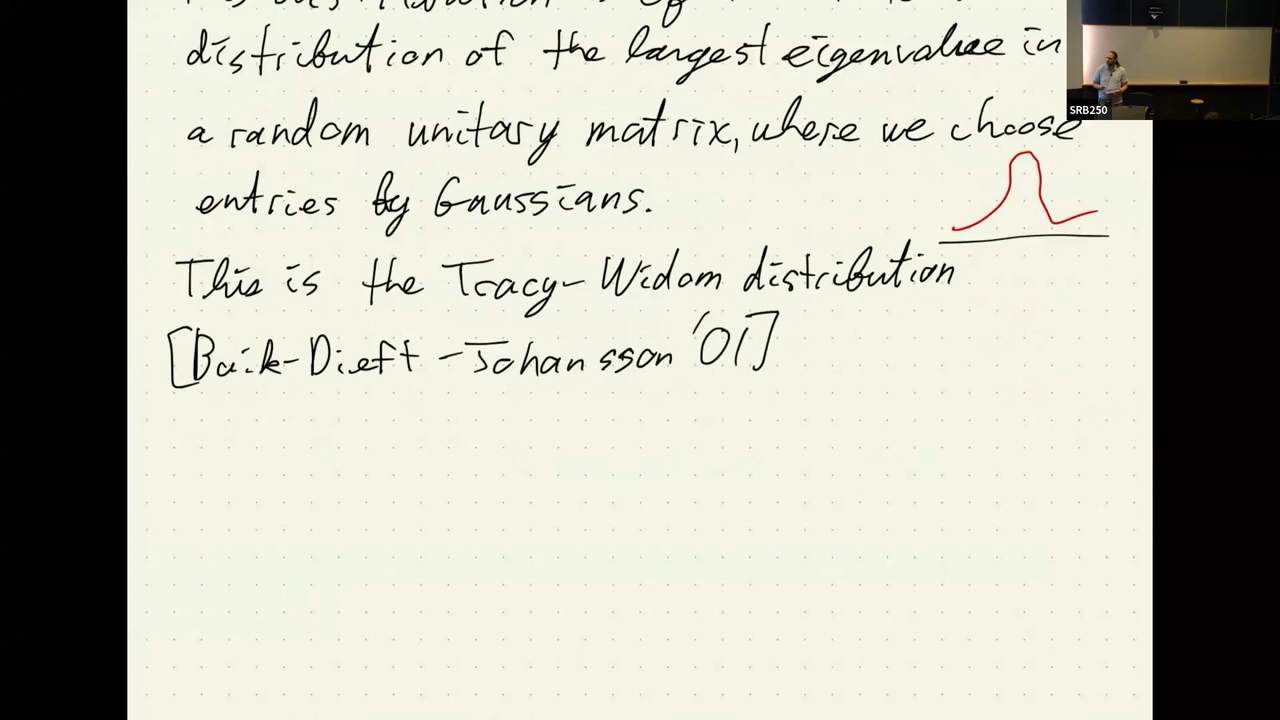 distribution of the largest eigenvalue in
a random unitary matrix, where we choose
entries by Gaussians.
This is the Tracy-Widom distribution
[Baik-Dieft-Johansson '01]
SRB250